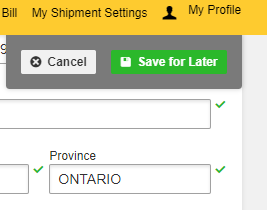 Bill My Shipment Settings My Profile
Cancel Save for Later
Province
ONTARIO